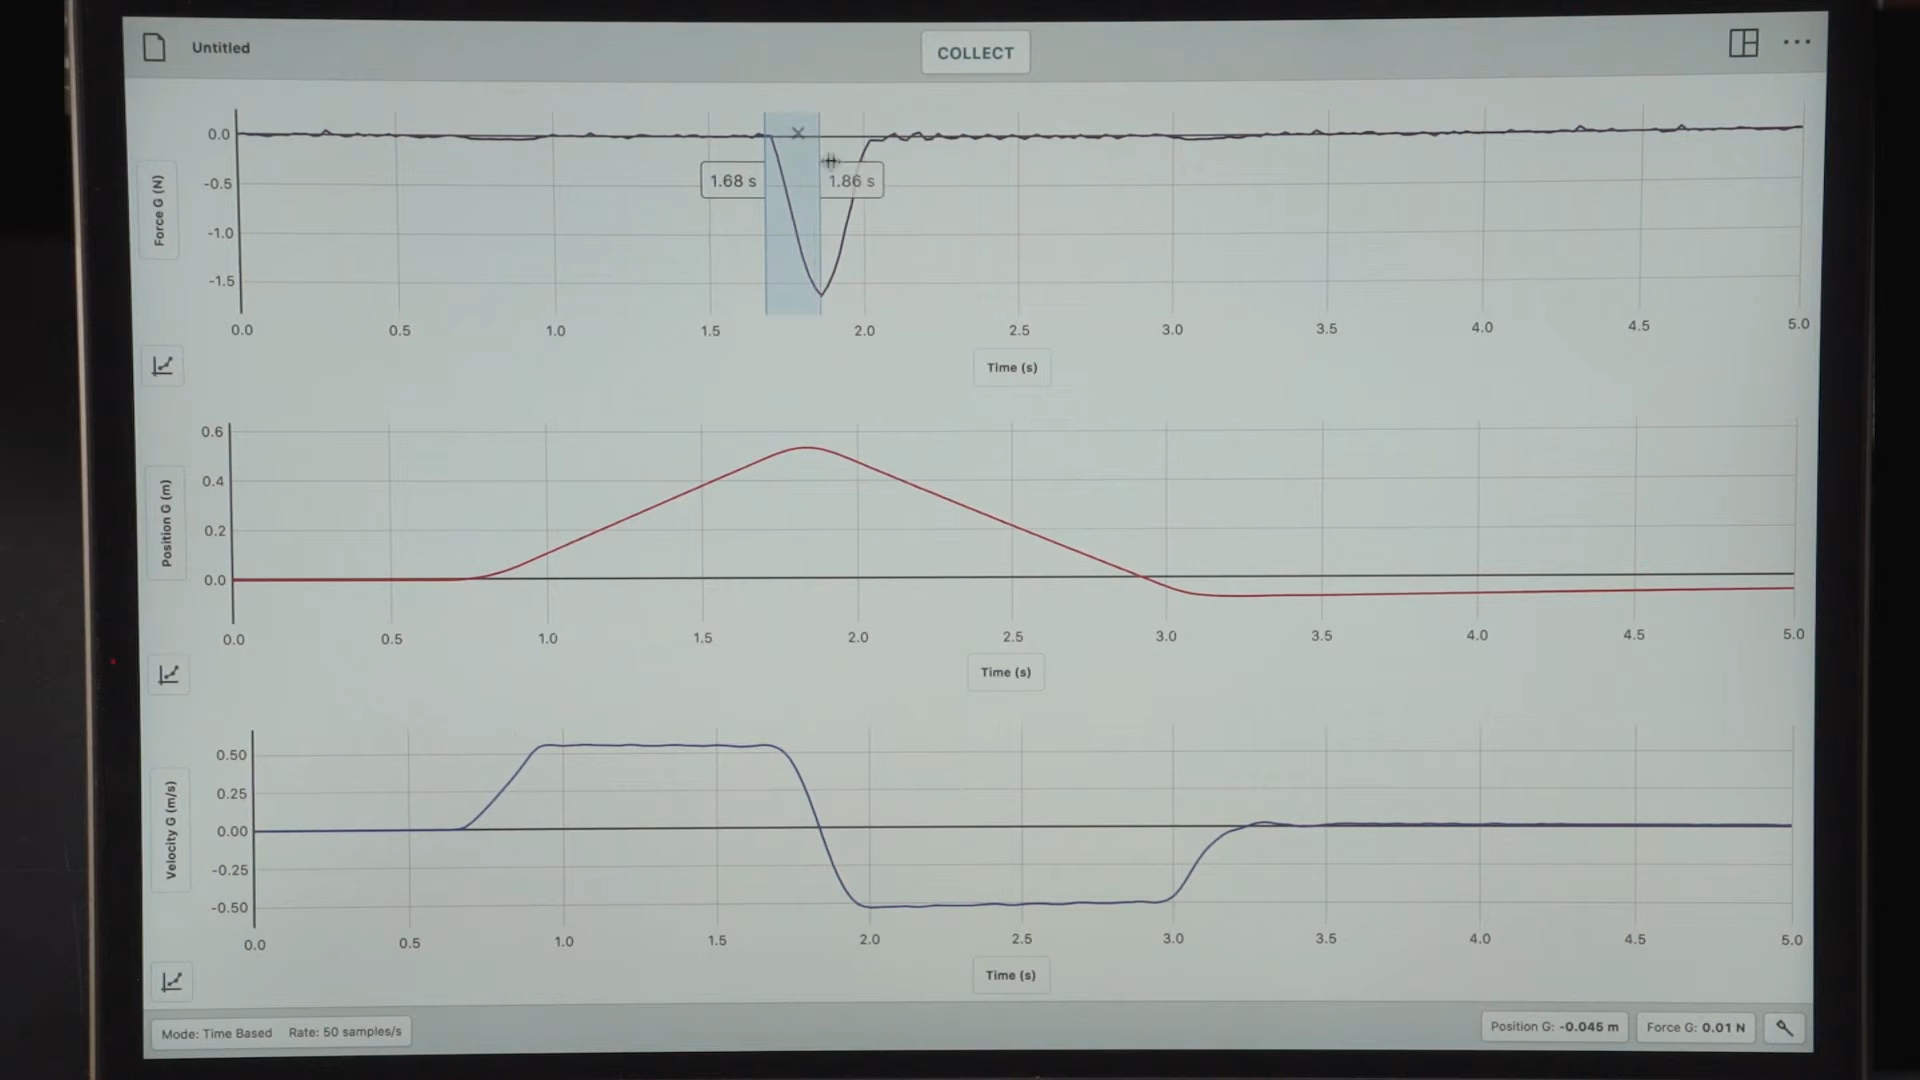 Untitled
COLLECT
Force G (N)
0.0
-0.5
-1.0
-1.5
1.68 s
1.86 s
0.0 0.5 1.0 1.5 2.0 2.5 3.0 3.5 4.0 4.5 5.0
Time (s)
Position G (m)
0.6
0.4
0.2
0.0
0.0 0.5 1.0 1.5 2.0 2.5 3.0 3.5 4.0 4.5 5.0
Time (s)
Velocity G (m/s)
0.50
0.25
0.00
-0.25
-0.50
0.0 0.5 1.0 1.5 2.0 2.5 3.0 3.5 4.0 4.5 5.0
Time (s)
Mode: Time Based Rate: 50 samples/s
Position G: -0.045 m
Force G: 0.01 N